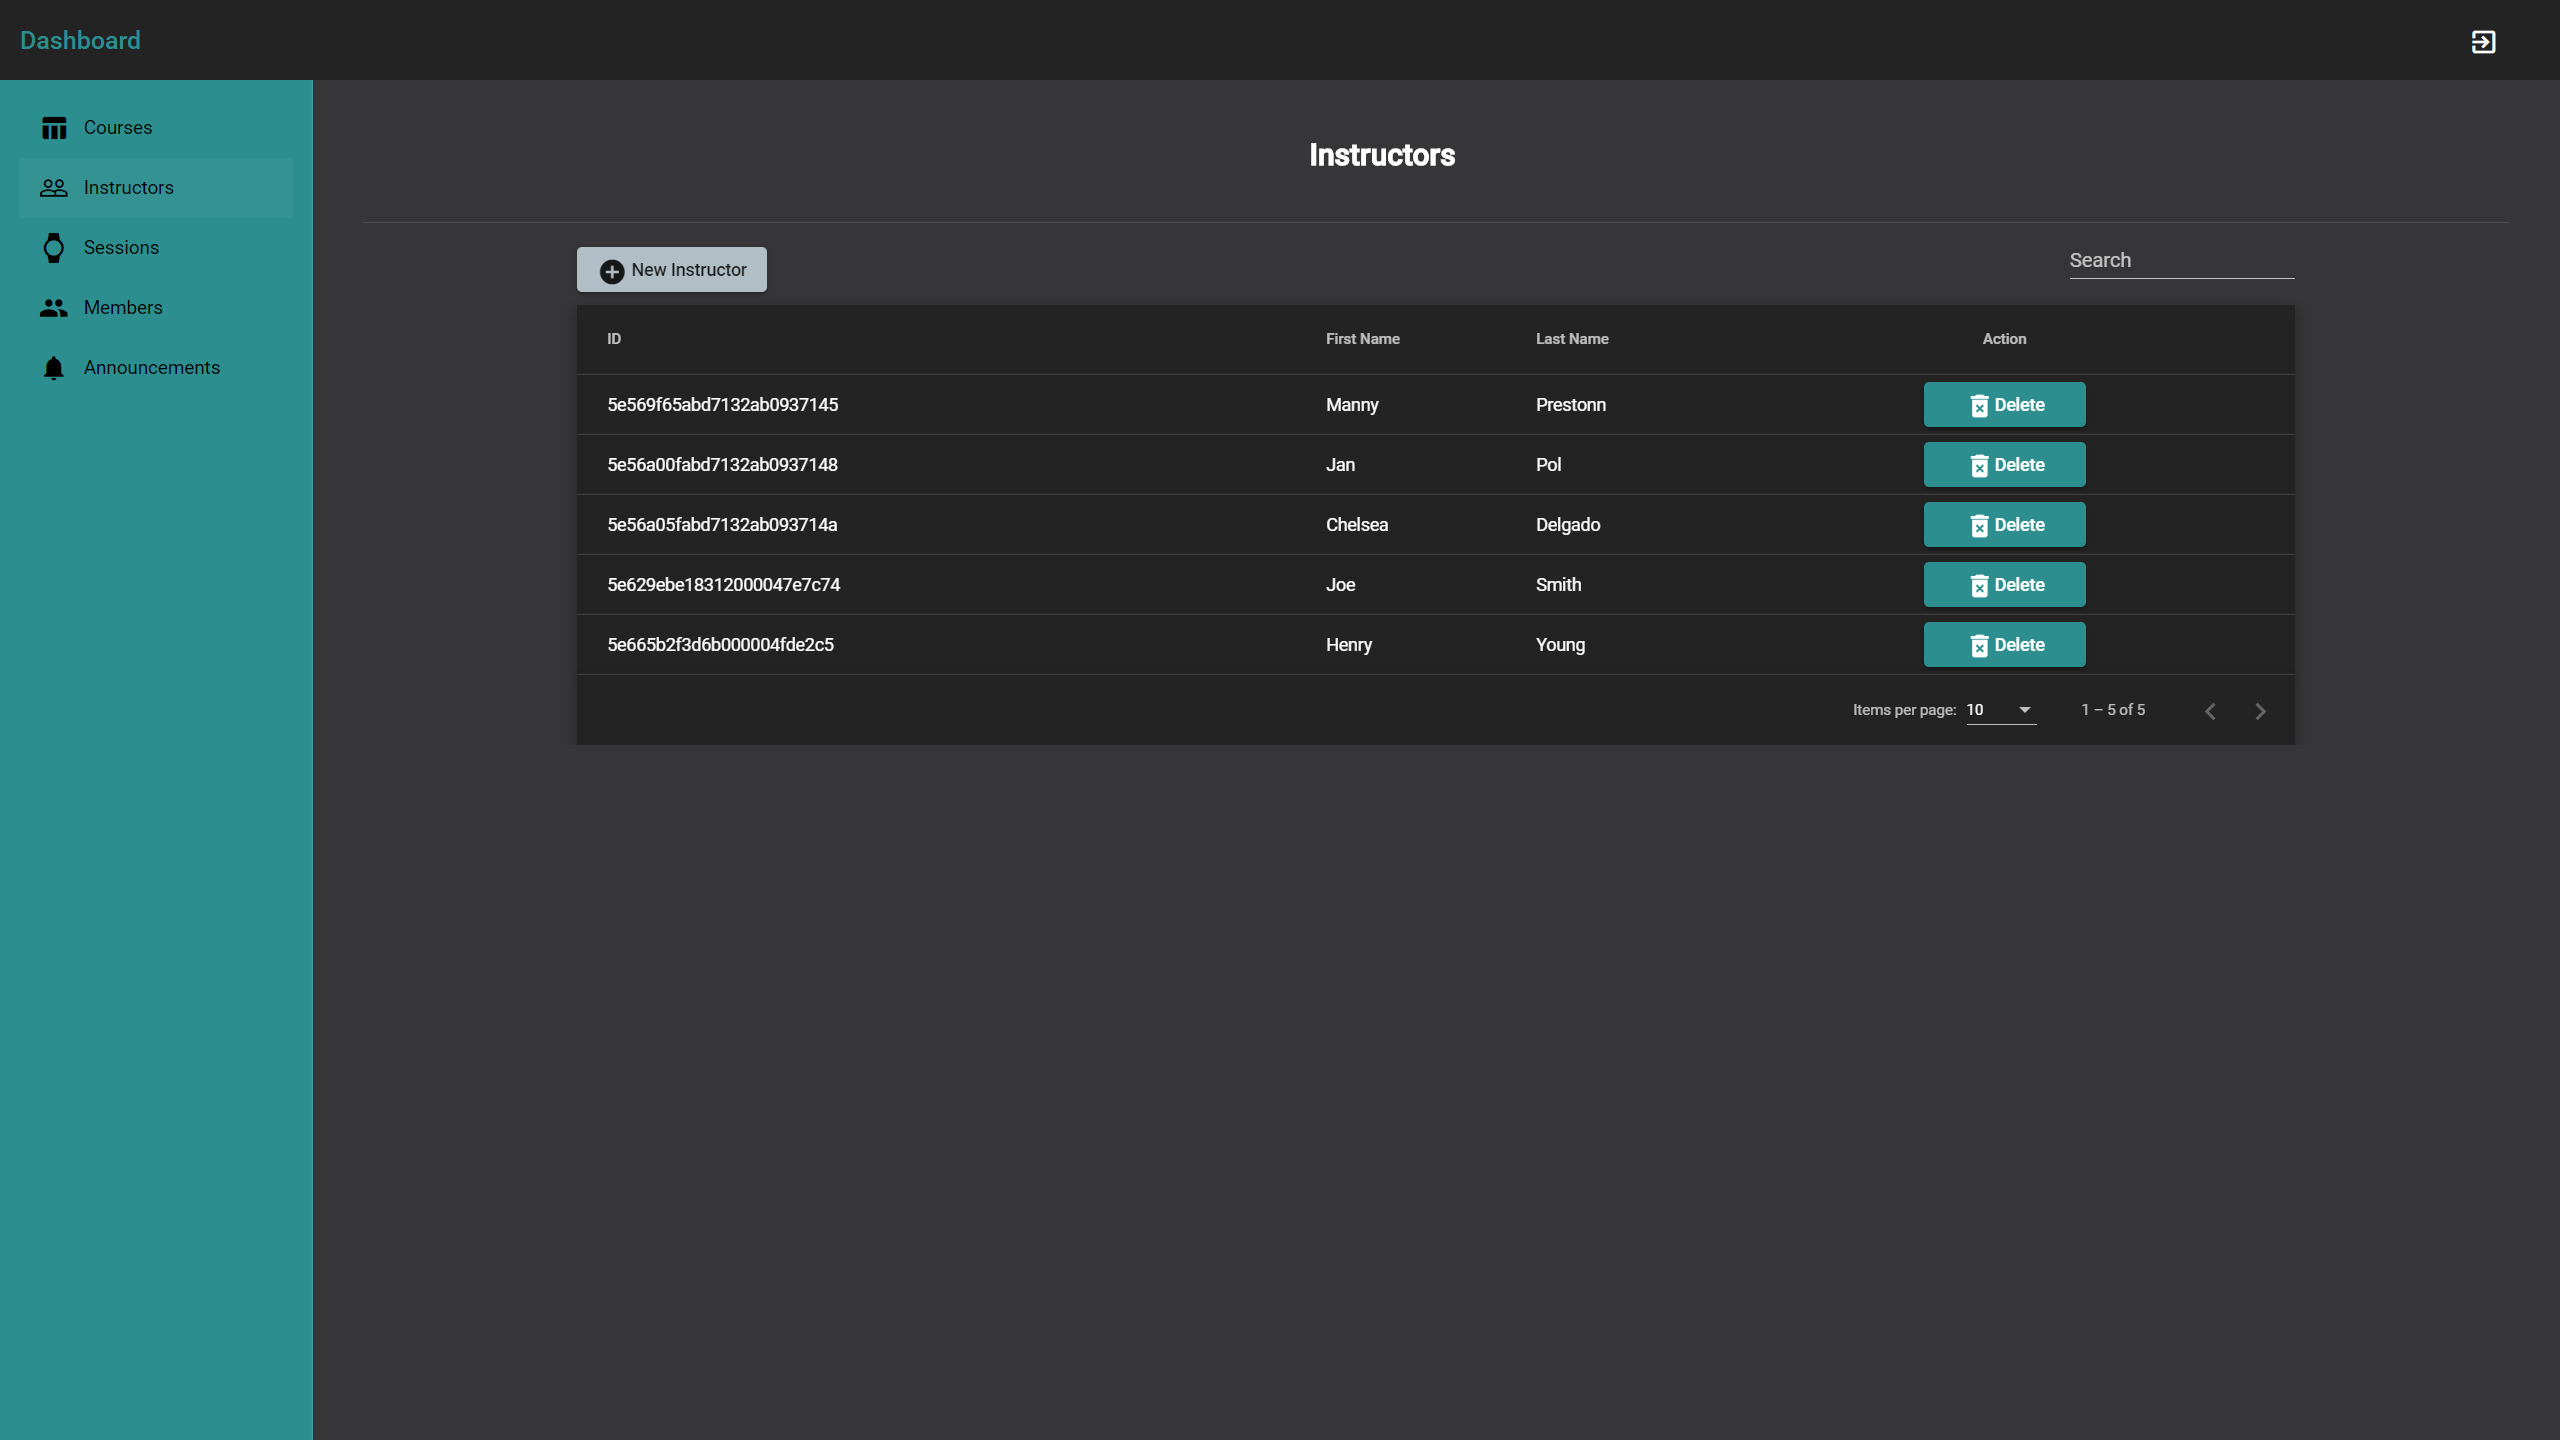 Dashboard
Courses
Instructors
Sessions
Members
Announcements
Instructors
New Instructor
Search
ID First Name Last Name Action
5e569f65abd7132ab0937145 Manny Prestonn Delete
5e56a00fabd7132ab0937148 Jan Pol Delete
5e56a05fabd7132ab093714a Chelsea Delgado Delete
5e629ebe18312000047e7c74 Joe Smith Delete
5e665b2f3d6b000004fde2c5 Henry Young Delete
Items per page: 10 1 – 5 of 5